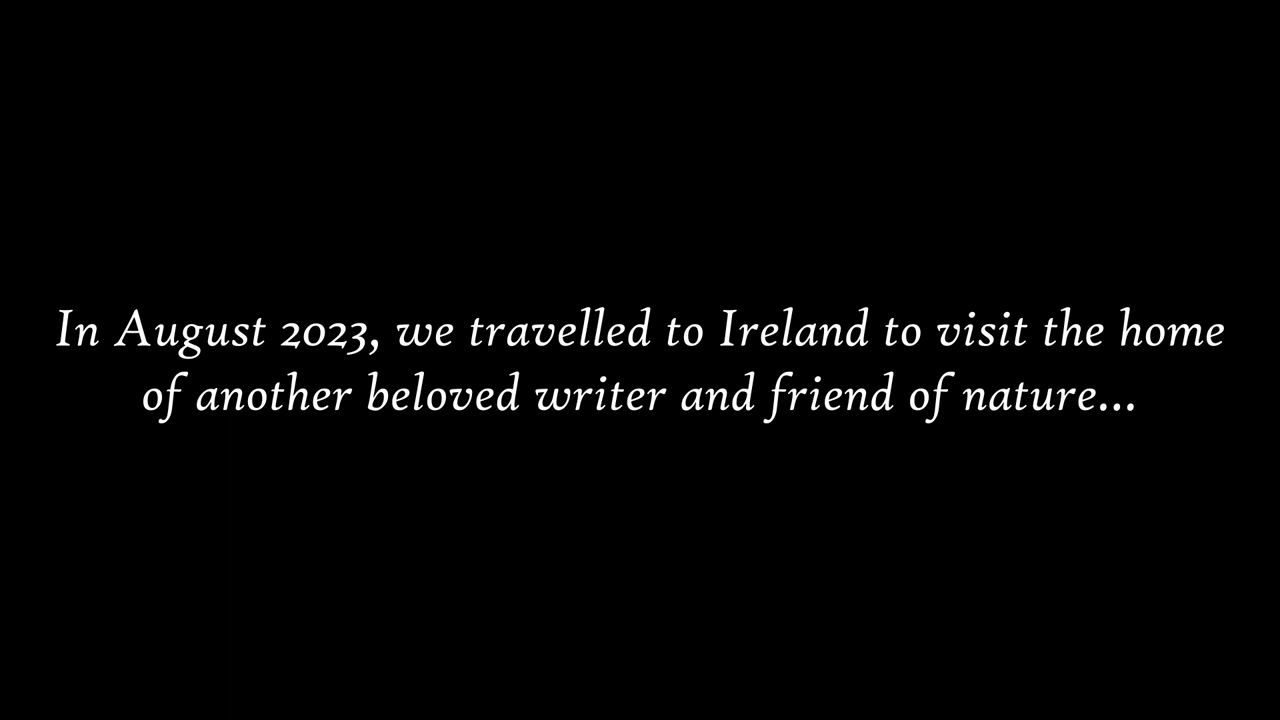 In August 2023, we travelled to Ireland to visit the home
of another beloved writer and friend of nature...